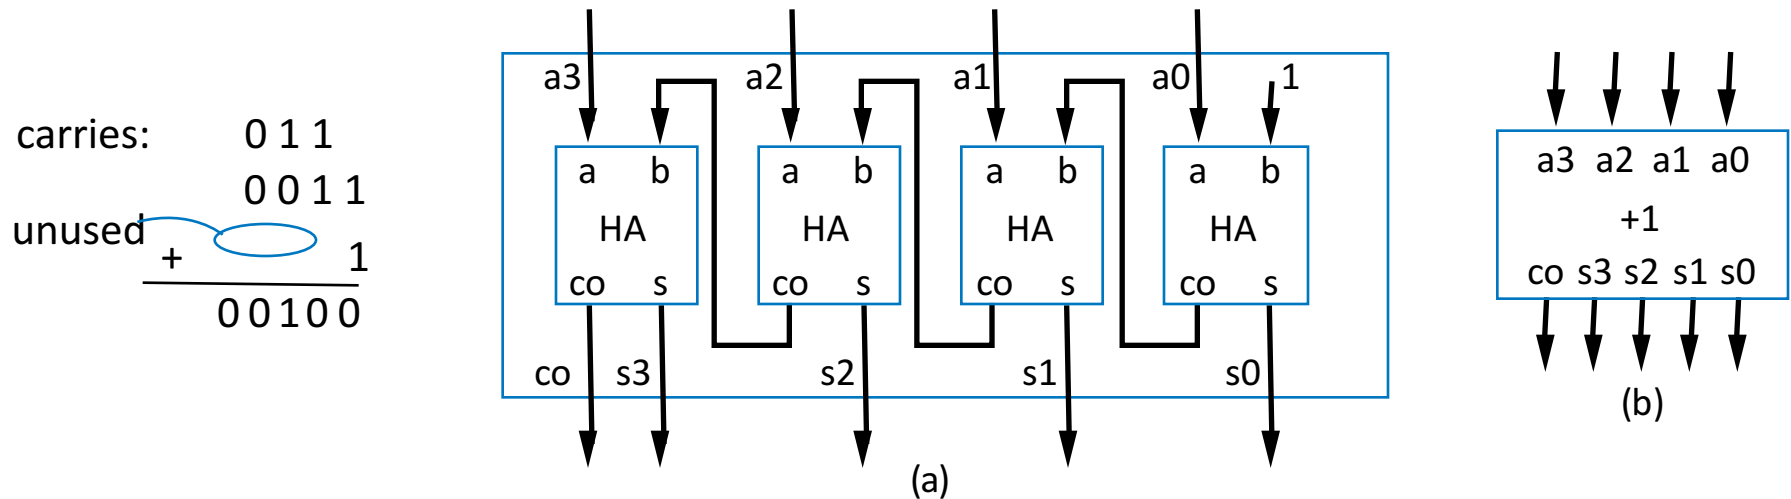 carries: 0 1 1
0 0 1 1
unused
+ 1
0 0 1 0 0
a3 a2 a1 a0 1
a b a b a b a b
HA HA HA HA
co s co s co s co s
co s3 s2 s1 s0
(a)
a3 a2 a1 a0
+1
co s3 s2 s1 s0
(b)